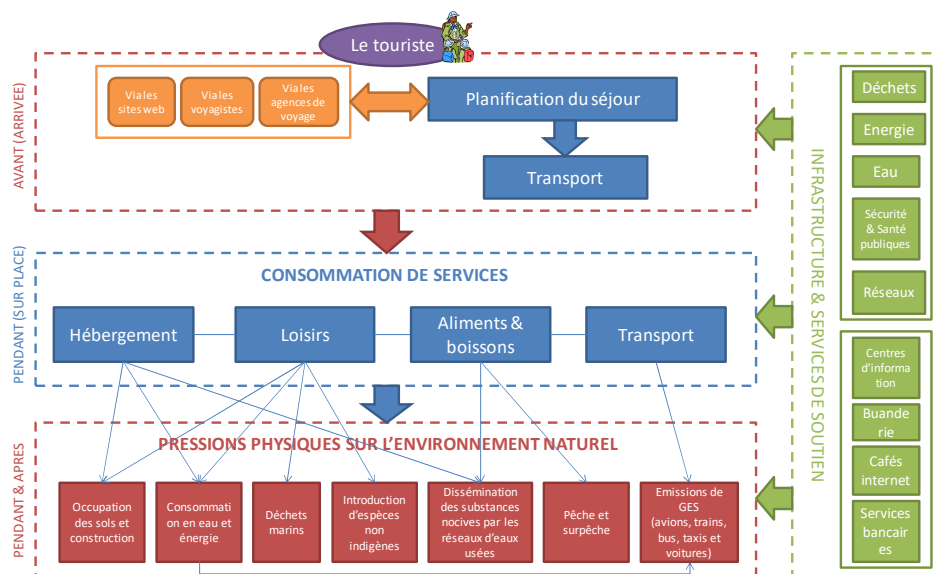 Le touriste
AVANT (ARRIVEE)
Via les
sites web
Via les
voyagistes
Via les
agences de
voyage
Planification du séjour
Transport
PENDANT (SUR PLACE)
CONSOMMATION DE SERVICES
Hébergement
Loisirs
Aliments &
boissons
Transport
PENDANT & APRES
PRESSIONS PHYSIQUES SUR L'ENVIRONNEMENT NATUREL
Occupation
des sols et
construction
Consommati
on en eau et
énergie
Déchets
marins
Introduction
d'espèces
non
indigènes
Dissémination
des substances
nocives par les
réseaux d'eaux
usées
Pêche et
surpêche
Emissions de
GES
(avions, trains,
bus, taxis et
voitures)
INFRASTRUCTURE & SERVICES DE SOUTIEN
Déchets
Energie
Eau
Sécurité
& Santé
publiques
Réseaux
Centres
d'informa
tion
Buande
rie
Cafés
internet
Services
bancair
es